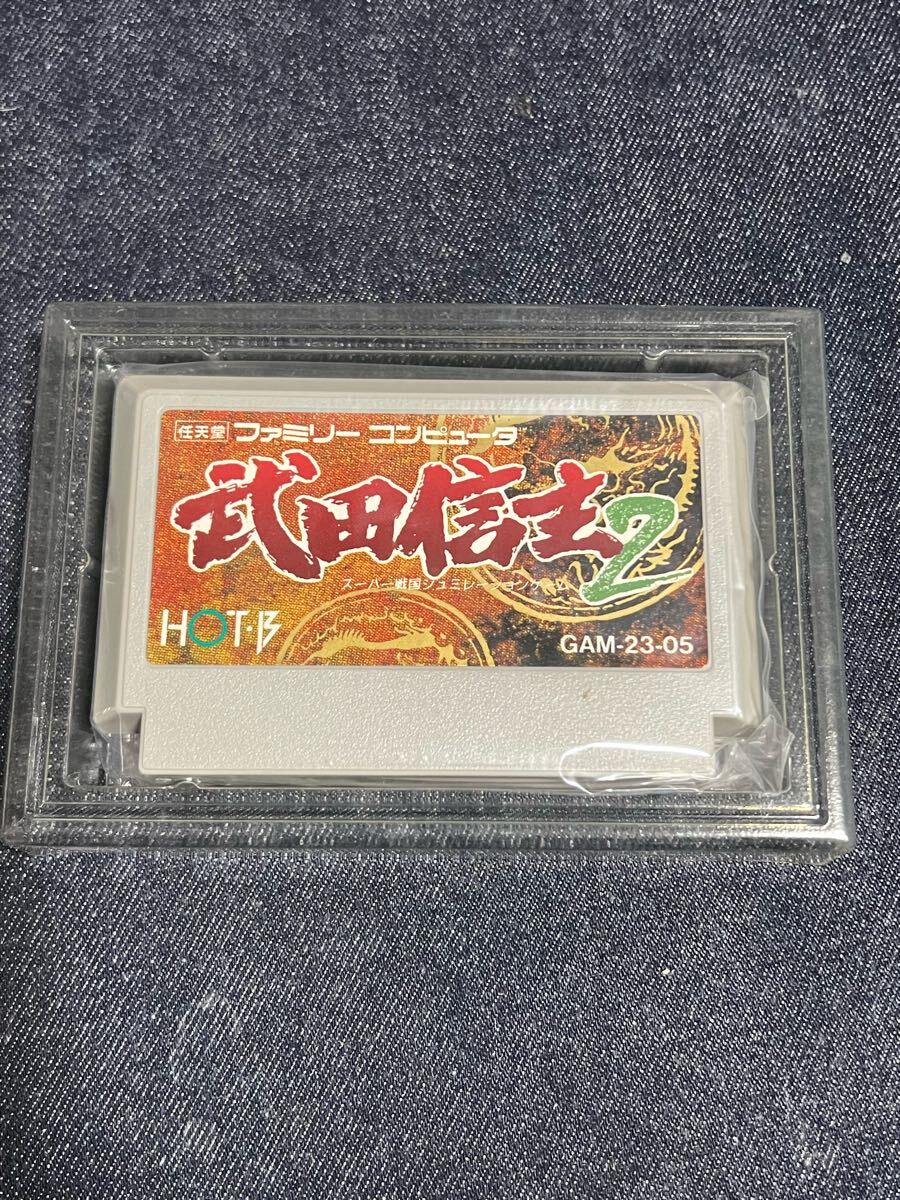 任天堂 ファミリー コンピュータ
武田信玄2
スーパー戦国シュミレーションゲーム
HOT・B
GAM-23-05